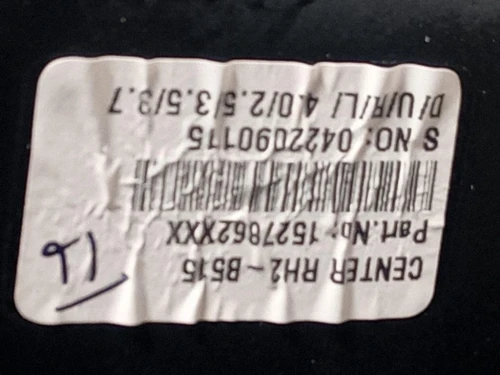 CENTER RH2-B515
Part.No: 1527862XXX
S NO: 0422090115
D/U/R/L/ 4.0/2.5/3.5/3.7